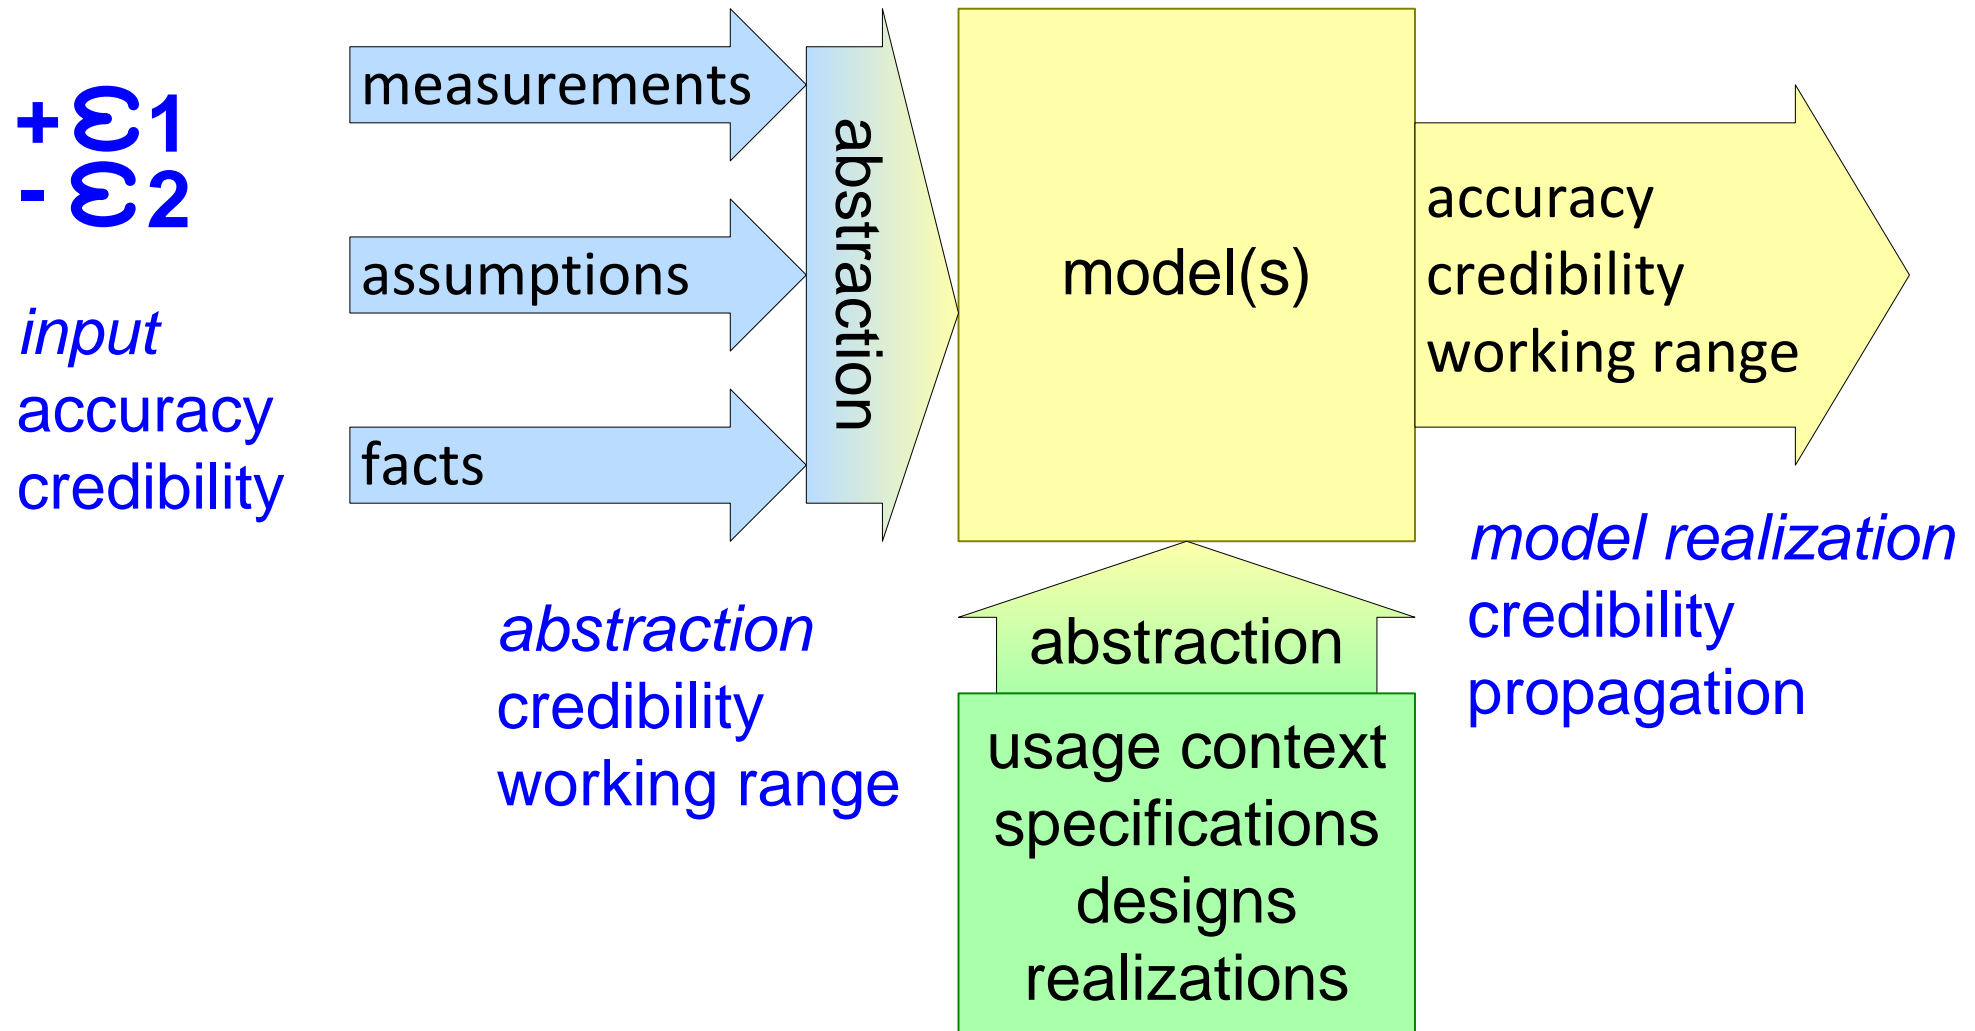 +ε1
- ε2
input
accuracy
credibility
measurements
assumptions
facts
abstraction
model(s)
accuracy
credibility
working range
abstraction
credibility
working range
abstraction
usage context
specifications
designs
realizations
model realization
credibility
propagation